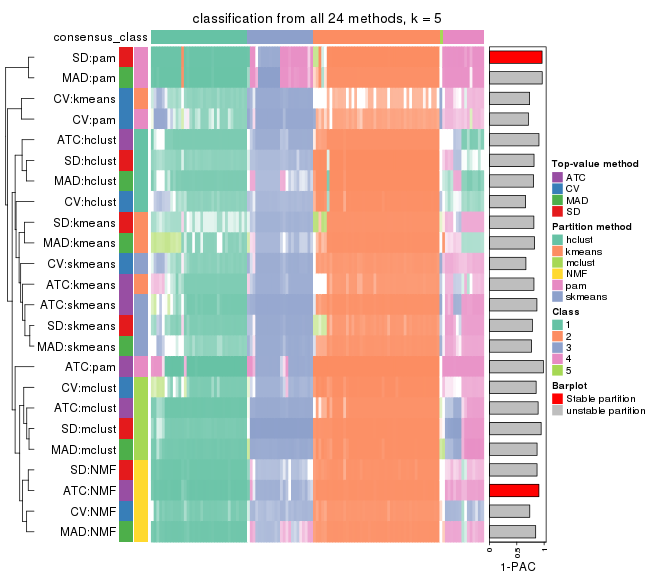 classification from all 24 methods, k = 5
consensus_class
SD:pam
MAD:pam
CV:kmeans
CV:pam
ATC:hclust
SD:hclust
MAD:hclust
CV:hclust
SD:kmeans
MAD:kmeans
CV:skmeans
ATC:kmeans
ATC:skmeans
SD:skmeans
MAD:skmeans
ATC:pam
CV:mclust
ATC:mclust
SD:mclust
MAD:mclust
SD:NMF
ATC:NMF
CV:NMF
MAD:NMF
0
0.5
1
1-PAC
Top-value method
ATC
CV
MAD
SD
Partition method
hclust
kmeans
mclust
NMF
pam
skmeans
Class
1
2
3
4
5
Barplot
Stable partition
unstable partition